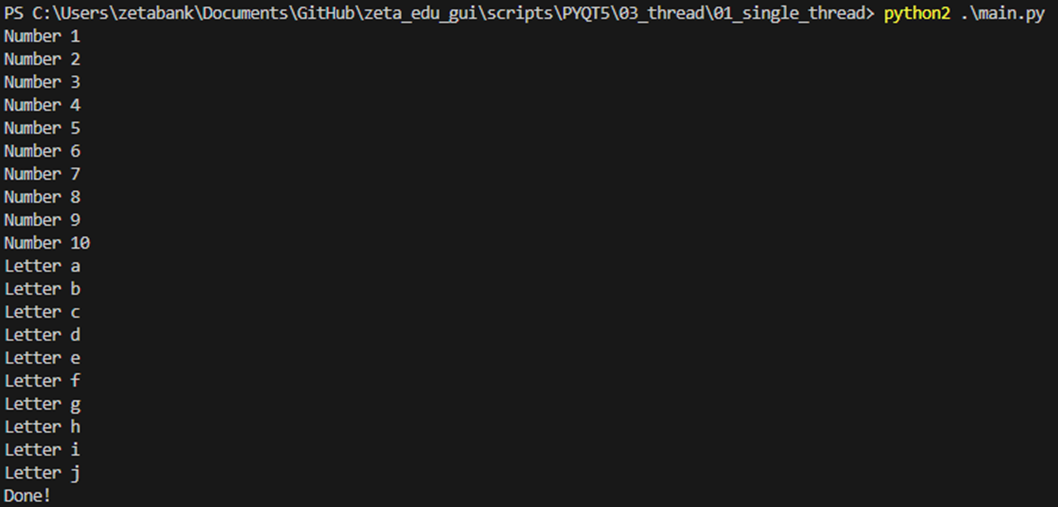 PS C:\Users\zetabank\Documents\GitHub\zeta_edu_gui\scripts\PYQT5\03_thread\01_single_thread> python2 .\main.py
Number 1
Number 2
Number 3
Number 4
Number 5
Number 6
Number 7
Number 8
Number 9
Number 10
Letter a
Letter b
Letter c
Letter d
Letter e
Letter f
Letter g
Letter h
Letter i
Letter j
Done!